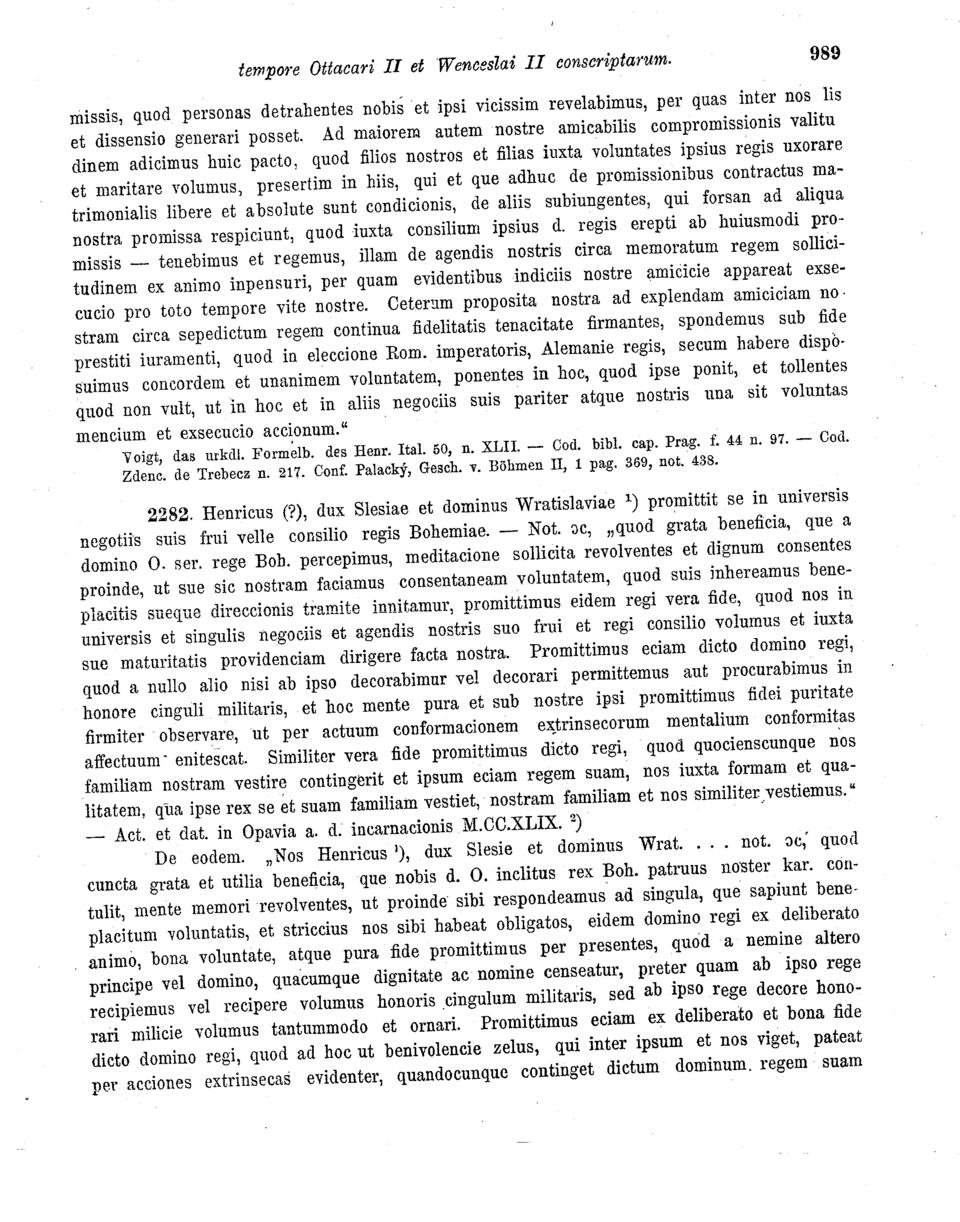 tempore Ottacari II et Wenceslai II conscriptarum. 989
missis, quod personas detrahentes nobis et ipsi vicissim revelabimus, per quas inter nos lis
et dissensio generari posset. Ad maiorem autem nostre amicabilis compromissionis valitu
dinem adicimus huic pacto, quod filios nostros et filias iuxta voluntates ipsius regis uxorare
et maritare volumus, presertim in hiis, qui et que adhuc de promissionibus contractus ma-
trimonialis libere et absolute sunt condicionis, de aliis subiungentes, qui forsan ad aliqua
nostra promissa respiciunt, quod iuxta consilium ipsius d. regis erepti ab huiusmodi pro-
missis — tenebimus et regemus, illam de agendis nostris circa memoratum regem sollici-
tudinem ex animo inpensuri, per quam evidentibus indiciis nostre amicicie appareat exse-
cucio pro toto tempore vite nostre. Ceterum proposita nostra ad explendam amiciciam no-
stram circa sepedictum regem continua fidelitatis tenacitate firmantes, spondemus sub fide
prestiti iuramenti, quod in eleccione Rom. imperatoris, Alemanie regis, secum habere dispo-
suimus concordem et unanimem voluntatem, ponentes in hoc, quod ipse ponit, et tollentes
quod non vult, ut in hoc et in aliis negociis suis pariter atque nostris una sit voluntas
mencium et exsecucio accionum.“
Voigt, das urkdl. Formelb. des Henr. Ital. 50, n. XLII. — Cod. bibl. cap. Prag. f. 44 n. 97. — Cod.
Zdenc. de Trebecz n. 217. Conf. Palacký, Gesch. v. Böhmen II, 1 pag. 369, not. 438.
2282. Henricus (?), dux Slesiae et dominus Wratislaviae ¹) promittit se in universis
negotiis suis frui velle consilio regis Bohemiae. — Not. ɔc, „quod grata beneficia, que a
domino O. ser. rege Boh. percepimus, meditacione sollicita revolventes et dignum consentes
proinde, ut sue sic nostram faciamus consentaneam voluntatem, quod suis inhereamus bene-
placitis sueque direccionis tramite innitamur, promittimus eidem regi vera fide, quod nos in
universis et singulis negociis et agendis nostris suo frui et regi consilio volumus et iuxta
sue maturitatis providenciam dirigere facta nostra. Promittimus eciam dicto domino regi,
quod a nullo alio nisi ab ipso decorabimur vel decorari permittemus aut procurabimus in
honore cinguli militaris, et hoc mente pura et sub nostre ipsi promittimus fidei puritate
firmiter observare, ut per actuum conformacionem extrinsecorum mentalium conformitas
affectuum enitescat. Similiter vera fide promittimus dicto regi, quod quocienscunque nos
familiam nostram vestire contingerit et ipsum eciam regem suam, nos iuxta formam et qua-
litatem, qua ipse rex se et suam familiam vestiet, nostram familiam et nos similiter vestiemus.“
— Act. et dat. in Opavia a. d. incarnacionis M.CC.XLIX. ²)
De eodem. „Nos Henricus ¹), dux Slesie et dominus Wrat. . . . not. ɔc, quod
cuncta grata et utilia beneficia, que nobis d. O. inclitus rex Boh. patruus noster kar. con-
tulit, mente memori revolventes, ut proinde sibi respondeamus ad singula, que sapiunt bene-
placitum voluntatis, et striccius nos sibi habeat obligatos, eidem domino regi ex deliberato
animo, bona voluntate, atque pura fide promittimus per presentes, quod a nemine altero
principe vel domino, quacumque dignitate ac nomine censeatur, preter quam ab ipso rege
recipiemus vel recipere volumus honoris cingulum militaris, sed ab ipso rege decore hono-
rari milicie volumus tantummodo et ornari. Promittimus eciam ex deliberato et bona fide
dicto domino regi, quod ad hoc ut benivolencie zelus, qui inter ipsum et nos viget, pateat
per acciones extrinsecas evidenter, quandocunque continget dictum dominum regem suam